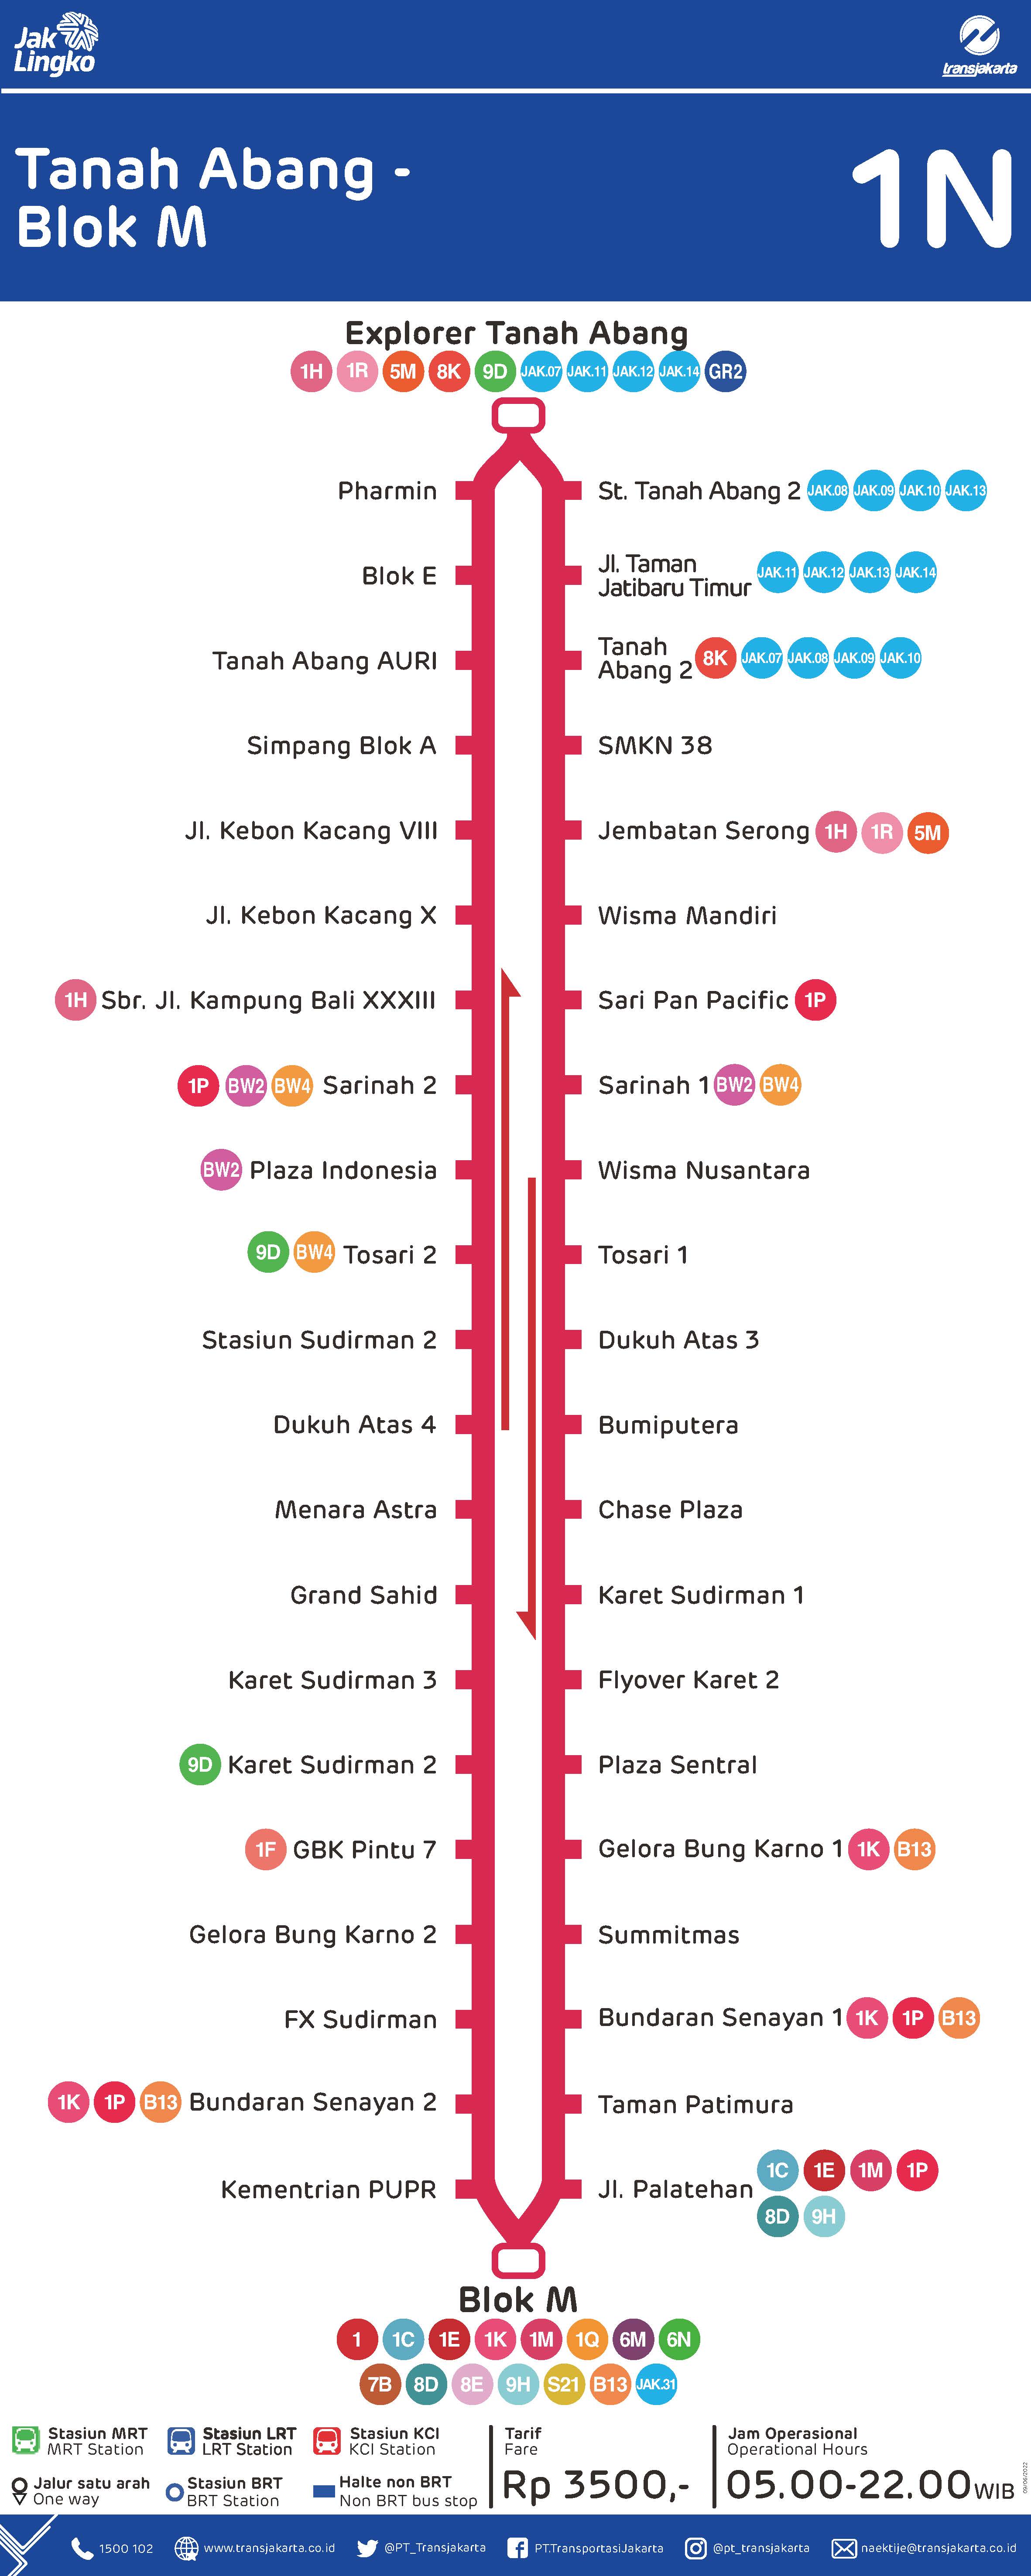 Jak
Lingko
transjakarta
Tanah Abang -
Blok M
1N
Explorer Tanah Abang
1H 1R 5M 8K 9D JAK.07 JAK.11 JAK.12 JAK.14 GR2
Pharmin
St. Tanah Abang 2 JAK.08 JAK.09 JAK.10 JAK.13
Blok E
Jl. Taman
Jatibaru Timur
JAK.11 JAK.12 JAK.13 JAK.14
Tanah Abang AURI
Tanah
Abang 2
8K JAK.07 JAK.08 JAK.09 JAK.10
Simpang Blok A
SMKN 38
Jl. Kebon Kacang VIII
Jembatan Serong 1H 1R 5M
Jl. Kebon Kacang X
Wisma Mandiri
1H Sbr. Jl. Kampung Bali XXXIII
Sari Pan Pacific 1P
1P BW2 BW4 Sarinah 2
Sarinah 1 BW2 BW4
BW2 Plaza Indonesia
Wisma Nusantara
9D BW4 Tosari 2
Tosari 1
Stasiun Sudirman 2
Dukuh Atas 3
Dukuh Atas 4
Bumiputera
Menara Astra
Chase Plaza
Grand Sahid
Karet Sudirman 1
Karet Sudirman 3
Flyover Karet 2
9D Karet Sudirman 2
Plaza Sentral
1F GBK Pintu 7
Gelora Bung Karno 1 1K B13
Gelora Bung Karno 2
Summitmas
FX Sudirman
Bundaran Senayan 1 1K 1P B13
1K 1P B13 Bundaran Senayan 2
Taman Patimura
Kementrian PUPR
Jl. Palatehan
1C 1E 1M 1P
8D 9H
Blok M
1 1C 1E 1K 1M 1Q 6M 6N
7B 8D 8E 9H S21 B13 JAK.31
Stasiun MRT
MRT Station
Stasiun LRT
LRT Station
Stasiun KCI
KCI Station
Jalur satu arah
One way
Stasiun BRT
BRT Station
Halte non BRT
Non BRT bus stop
Tarif
Fare
Rp 3500,-
Jam Operasional
Operational Hours
05.00-22.00 WIB
09/06/2022
1500 102
www.transjakarta.co.id
@PT_Transjakarta
PT.TransportasiJakarta
@pt_transjakarta
naektije@transjakarta.co.id